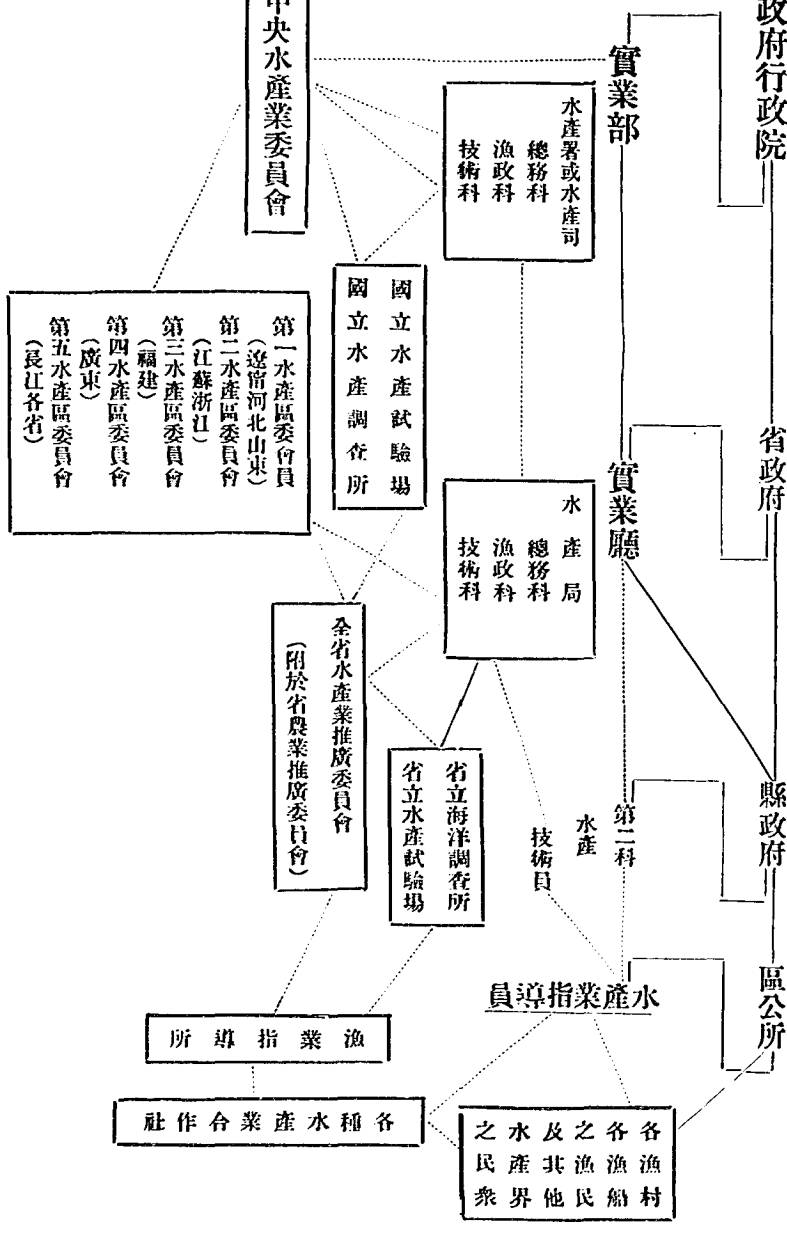 政府行政院
省政府
縣政府
區公所
實業部
實業廳
第二科
水產
技術員
水產業指導員
水產署或水產司
總務科
漁政科
技術科
水產局
總務科
漁政科
技術科
各漁村
各漁船
之漁民
及其他
水產界
之民衆
國立水產試驗場
國立水產調查所
省立海洋調查所
省立水產試驗場
中央水產業委員會
全省水產業推廣委員會
(附於省農業推廣委員會)
漁業指導所
各種水產業合作社
第一水產區委會員
(遼甯河北山東)
第二水產區委員會
(江蘇浙江)
第三水產區委員會
(福建)
第四水產區委員會
(廣東)
第五水產區委員會
(長江各省)